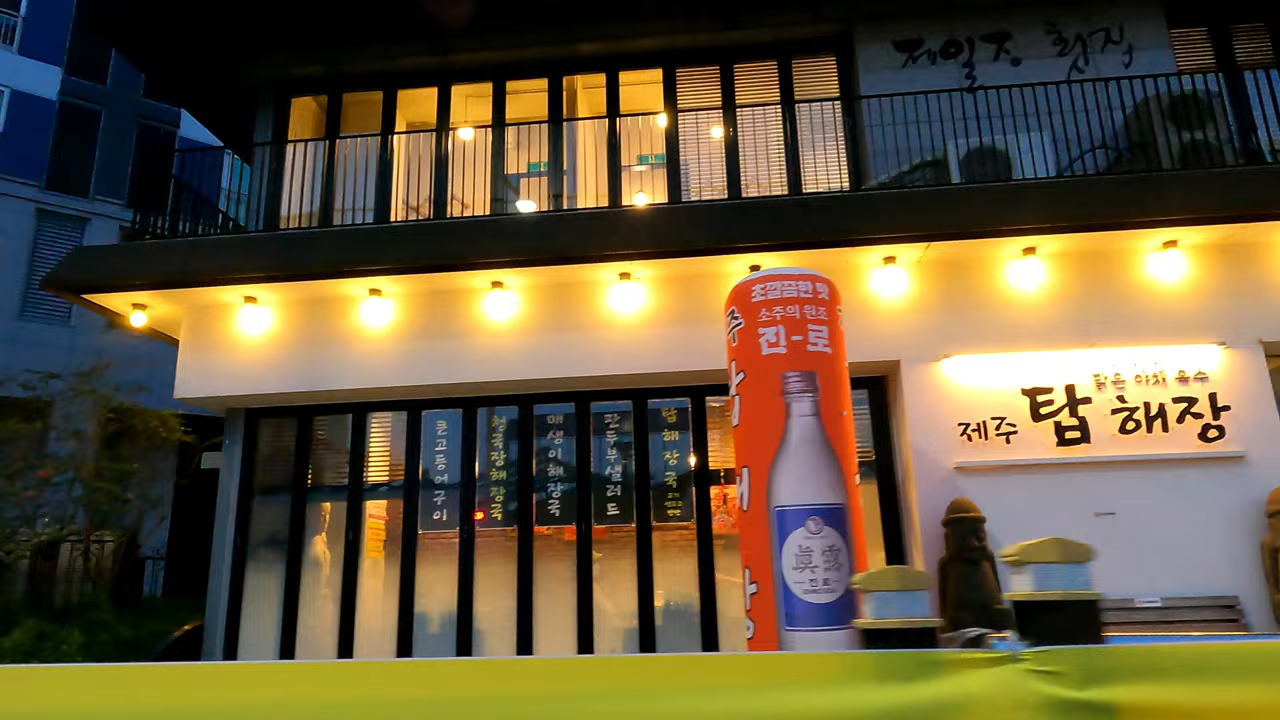 제일정 횟집
초깔끔한 맛
소주의 원조
진-로
眞露
진로
맑은 야채 육수
제주 탑 해장
큰고등어구이
청국장해장국
매생이해장국
판두부샐러드
탑해장국